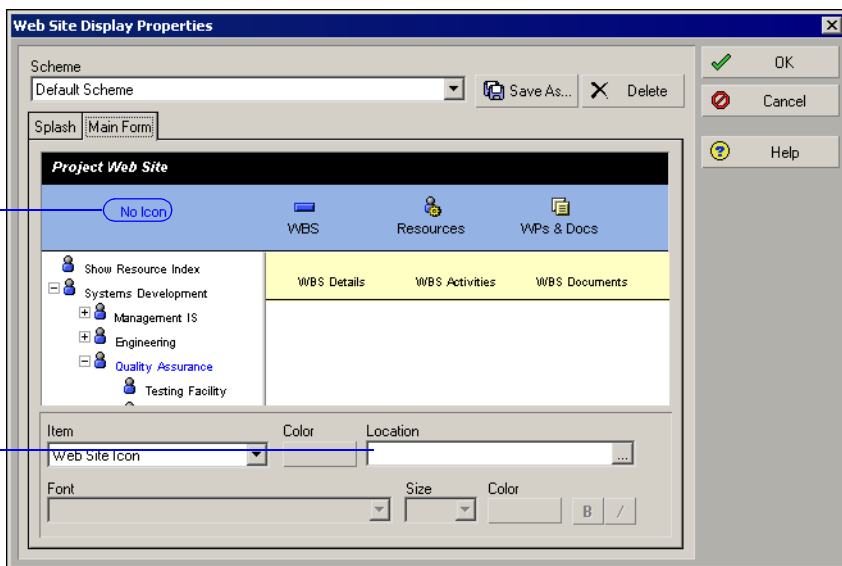 Web Site Display Properties
Scheme
Default Scheme
Save As...
Delete
OK
Cancel
Help
Splash
Main Form
Project Web Site
No Icon
WBS
Resources
WPs & Docs
Show Resource Index
Systems Development
Management IS
Engineering
Quality Assurance
Testing Facility
WBS Details
WBS Activities
WBS Documents
Item
Color
Location
Web Site Icon
...
Font
Size
Color
B
/